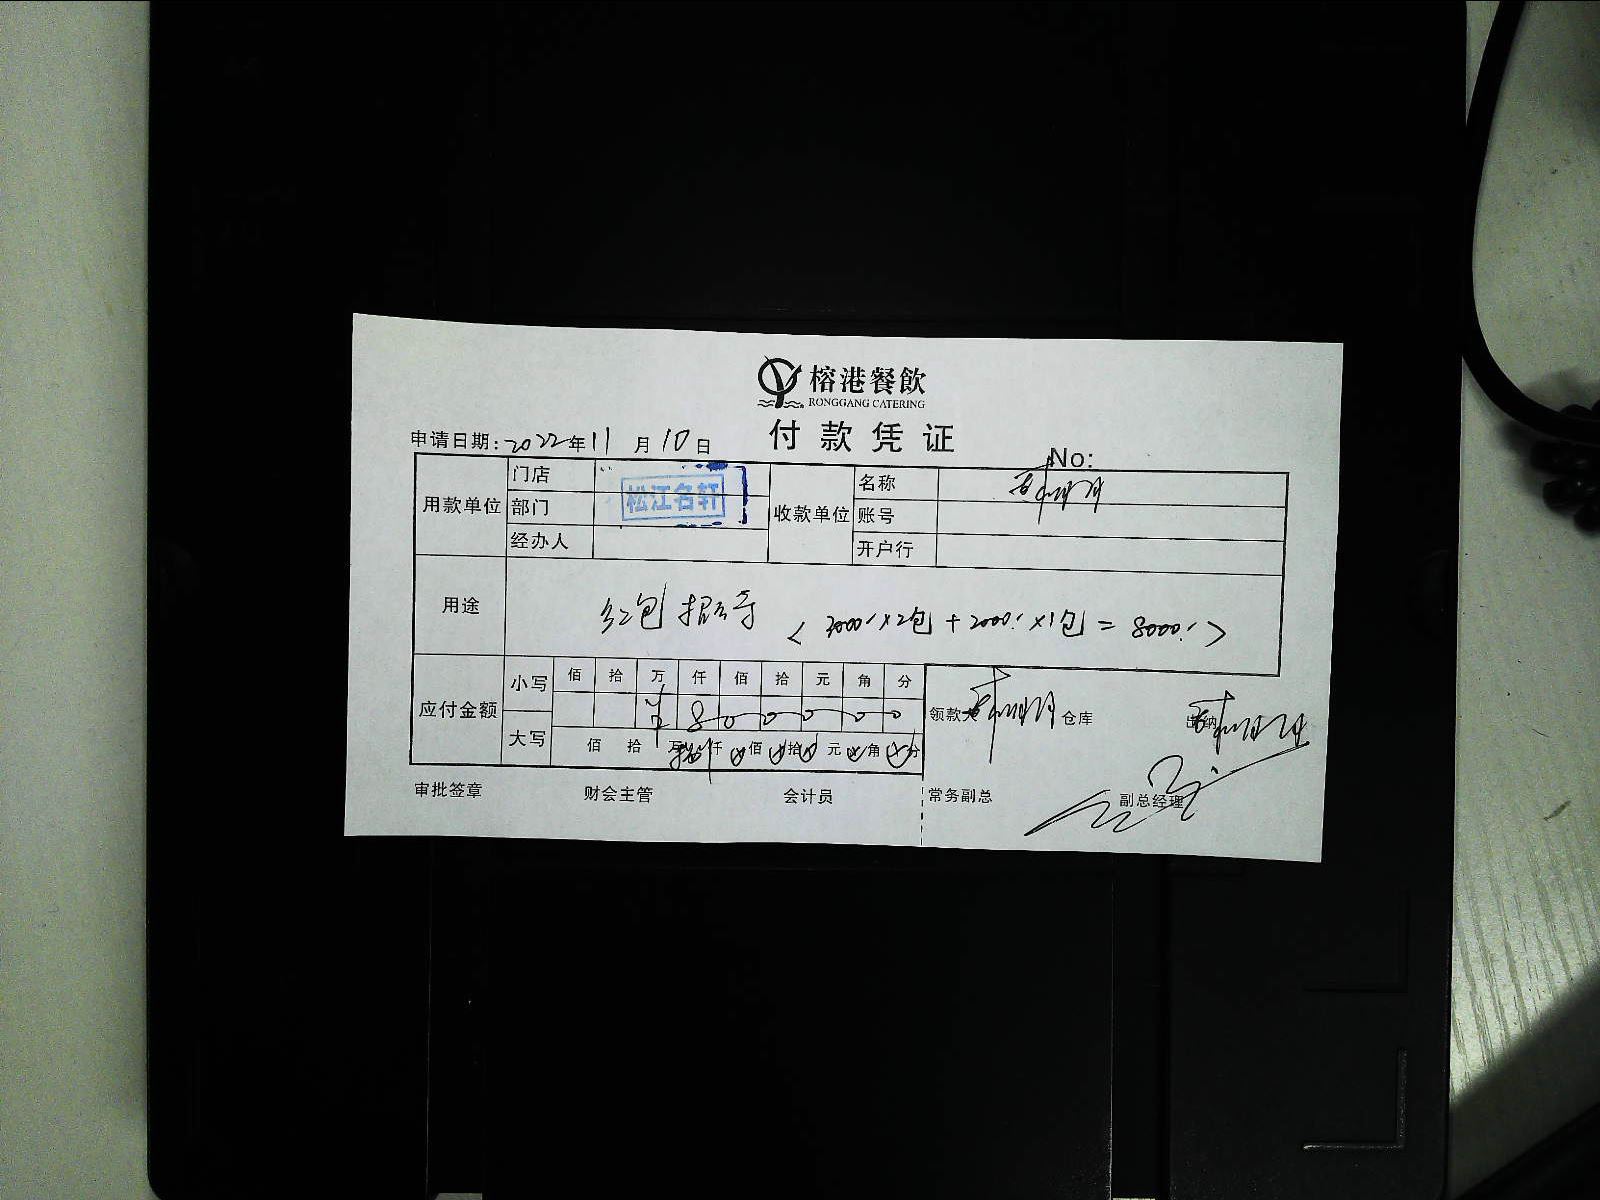 榕港餐飲
RONGGANG CATERING
付款凭证
申请日期：2022年11月10日
No:
用款单位 门店 收款单位 名称
部门 松江名轩 账号
经办人 开户行
用途 红包 (3000×2包+2000×1包=8000)
应付金额 小写 佰 拾 万 仟 佰 拾 元 角 分
¥ 8 0 0 0 0 0
大写 佰 拾 万 捌仟 佰 拾 元 角 分
领款人 仓库 出纳
审批签章 财会主管 会计员 常务副总 副总经理